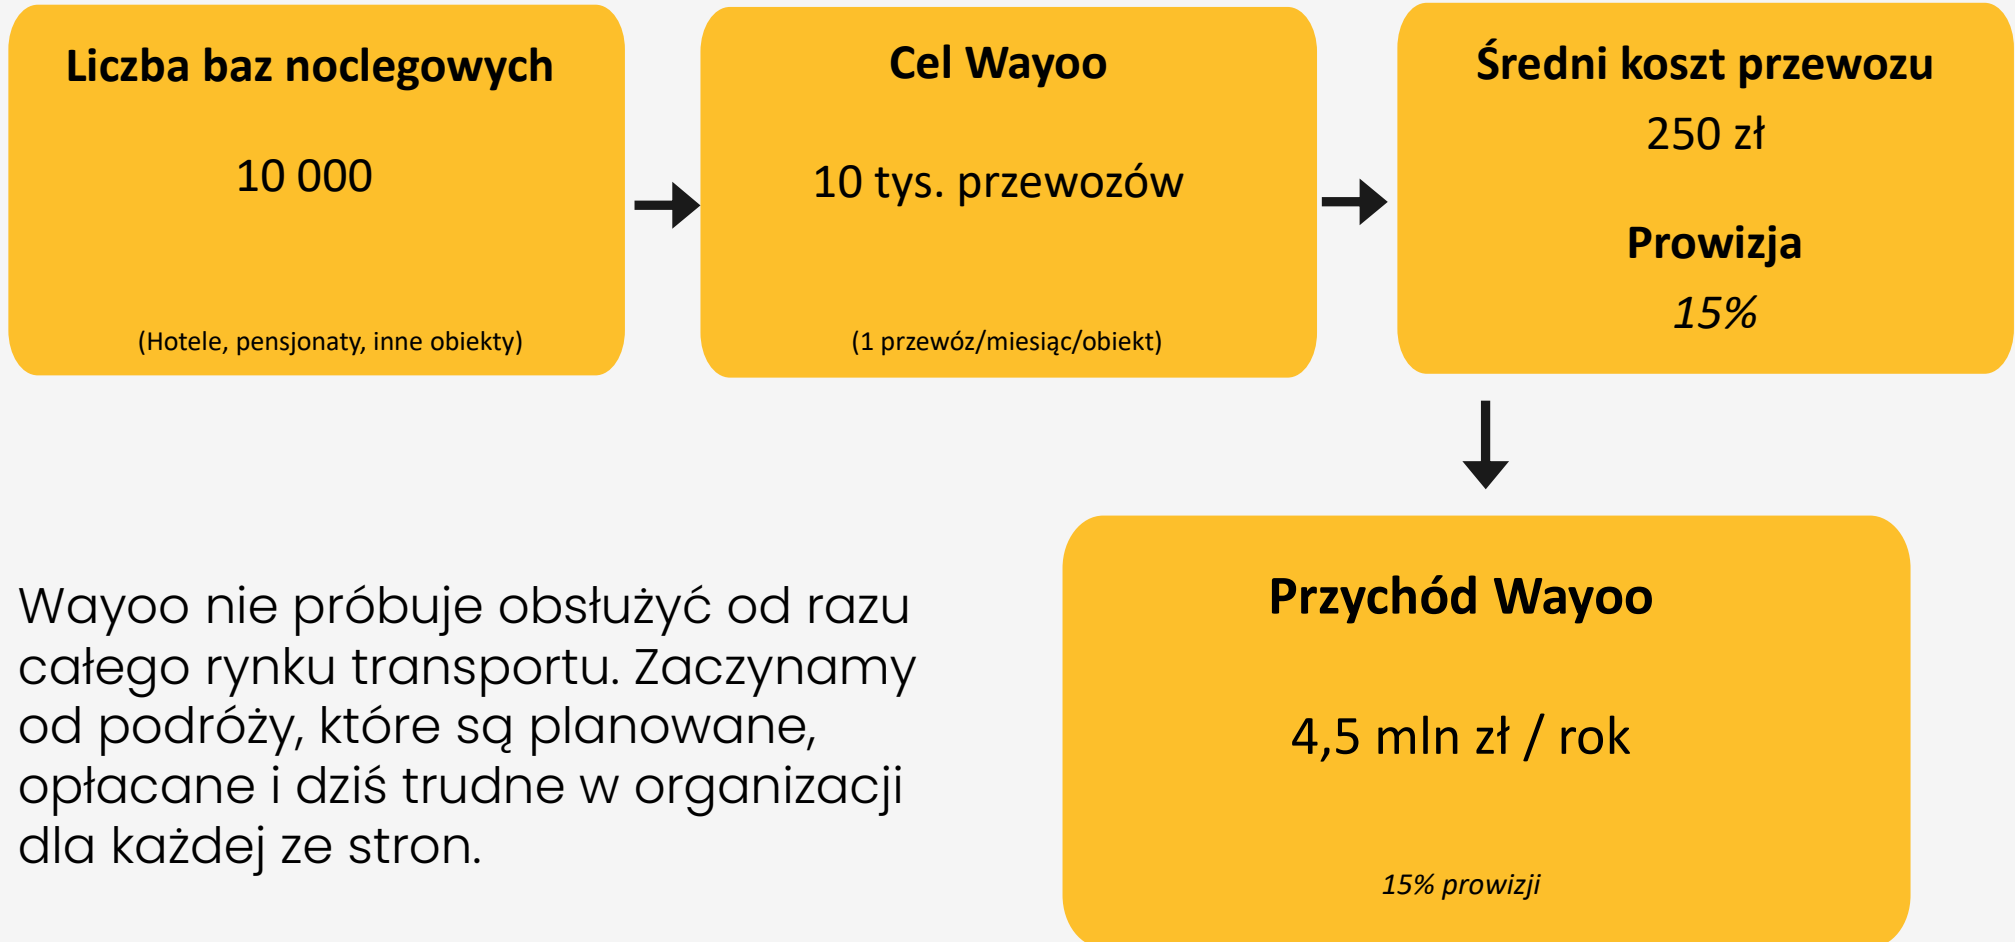 Liczba baz noclegowych
10 000
(Hotele, pensjonaty, inne obiekty)
Cel Wayoo
10 tys. przewozów
(1 przewóz/miesiąc/obiekt)
Średni koszt przewozu
250 zł
Prowizja
15%
Wayoo nie próbuje obsłużyć od razu
całego rynku transportu. Zaczynamy
od podróży, które są planowane,
opłacane i dziś trudne w organizacji
dla każdej ze stron.
Przychód Wayoo
4,5 mln zł / rok
15% prowizji